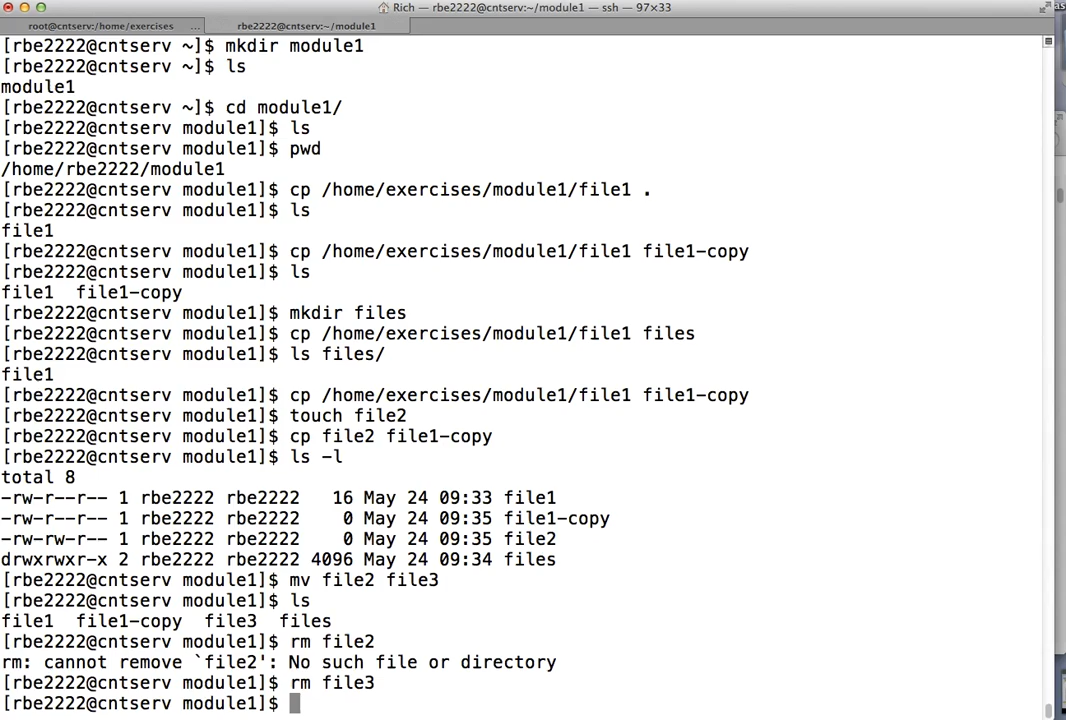 Rich — rbe2222@cntserv:~/module1 — ssh — 97×33
root@cntserv:/home/exercises ...
rbe2222@cntserv:~/module1
[rbe2222@cntserv ~]$ mkdir module1
[rbe2222@cntserv ~]$ ls
module1
[rbe2222@cntserv ~]$ cd module1/
[rbe2222@cntserv module1]$ ls
[rbe2222@cntserv module1]$ pwd
/home/rbe2222/module1
[rbe2222@cntserv module1]$ cp /home/exercises/module1/file1 .
[rbe2222@cntserv module1]$ ls
file1
[rbe2222@cntserv module1]$ cp /home/exercises/module1/file1 file1-copy
[rbe2222@cntserv module1]$ ls
file1  file1-copy
[rbe2222@cntserv module1]$ mkdir files
[rbe2222@cntserv module1]$ cp /home/exercises/module1/file1 files
[rbe2222@cntserv module1]$ ls files/
file1
[rbe2222@cntserv module1]$ cp /home/exercises/module1/file1 file1-copy
[rbe2222@cntserv module1]$ touch file2
[rbe2222@cntserv module1]$ cp file2 file1-copy
[rbe2222@cntserv module1]$ ls -l
total 8
-rw-r--r-- 1 rbe2222 rbe2222   16 May 24 09:33 file1
-rw-r--r-- 1 rbe2222 rbe2222    0 May 24 09:35 file1-copy
-rw-rw-r-- 1 rbe2222 rbe2222    0 May 24 09:35 file2
drwxrwxr-x 2 rbe2222 rbe2222 4096 May 24 09:34 files
[rbe2222@cntserv module1]$ mv file2 file3
[rbe2222@cntserv module1]$ ls
file1  file1-copy  file3  files
[rbe2222@cntserv module1]$ rm file2
rm: cannot remove `file2': No such file or directory
[rbe2222@cntserv module1]$ rm file3
[rbe2222@cntserv module1]$